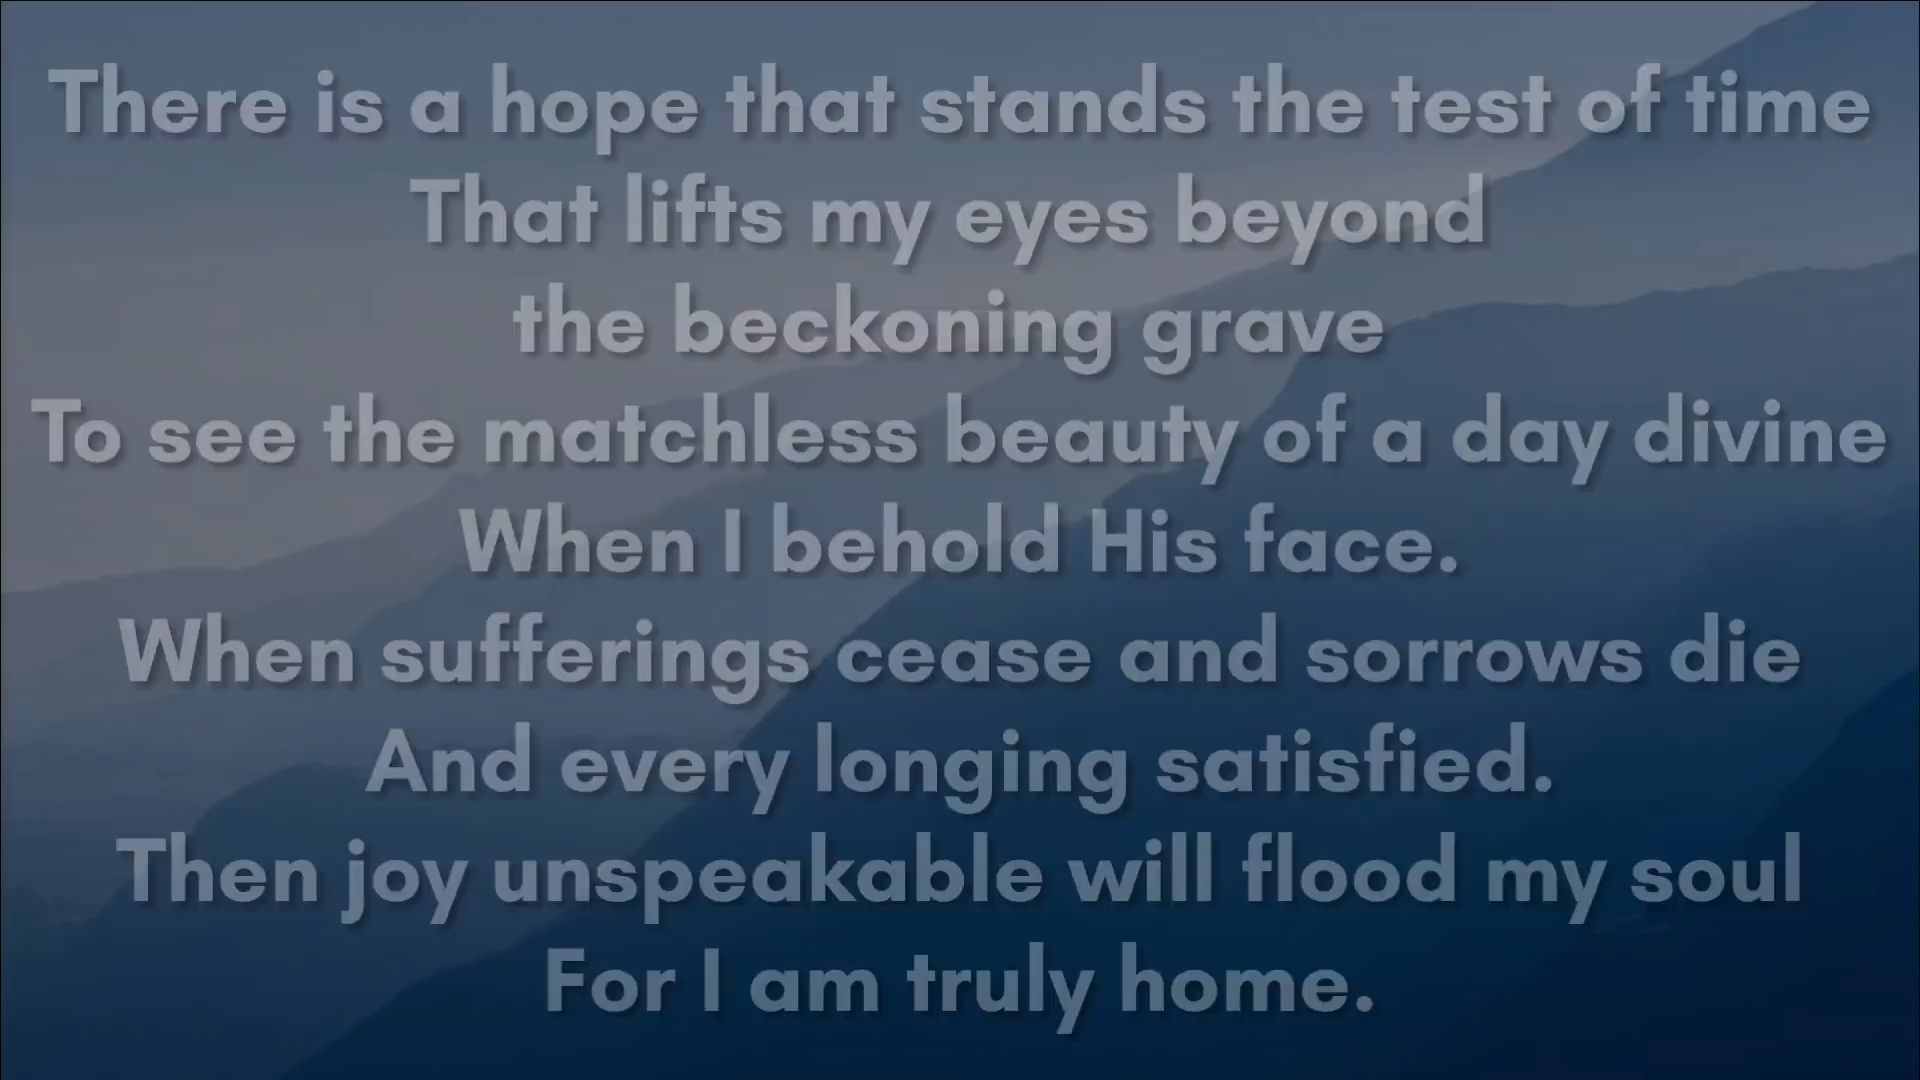 There is a hope that stands the test of time
That lifts my eyes beyond
the beckoning grave
To see the matchless beauty of a day divine
When I behold His face.
When sufferings cease and sorrows die
And every longing satisfied.
Then joy unspeakable will flood my soul
For I am truly home.